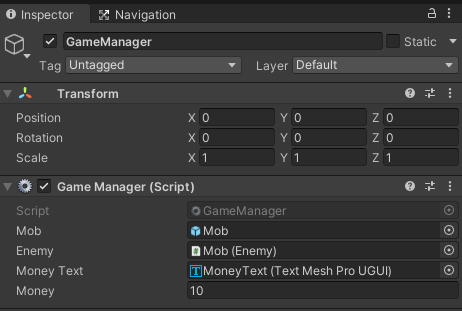 Inspector Navigation
GameManager Static
Tag Untagged Layer Default
Transform
Position X 0 Y 0 Z 0
Rotation X 0 Y 0 Z 0
Scale X 1 Y 1 Z 1
Game Manager (Script)
Script GameManager
Mob Mob
Enemy Mob (Enemy)
Money Text MoneyText (Text Mesh Pro UGUI)
Money 10